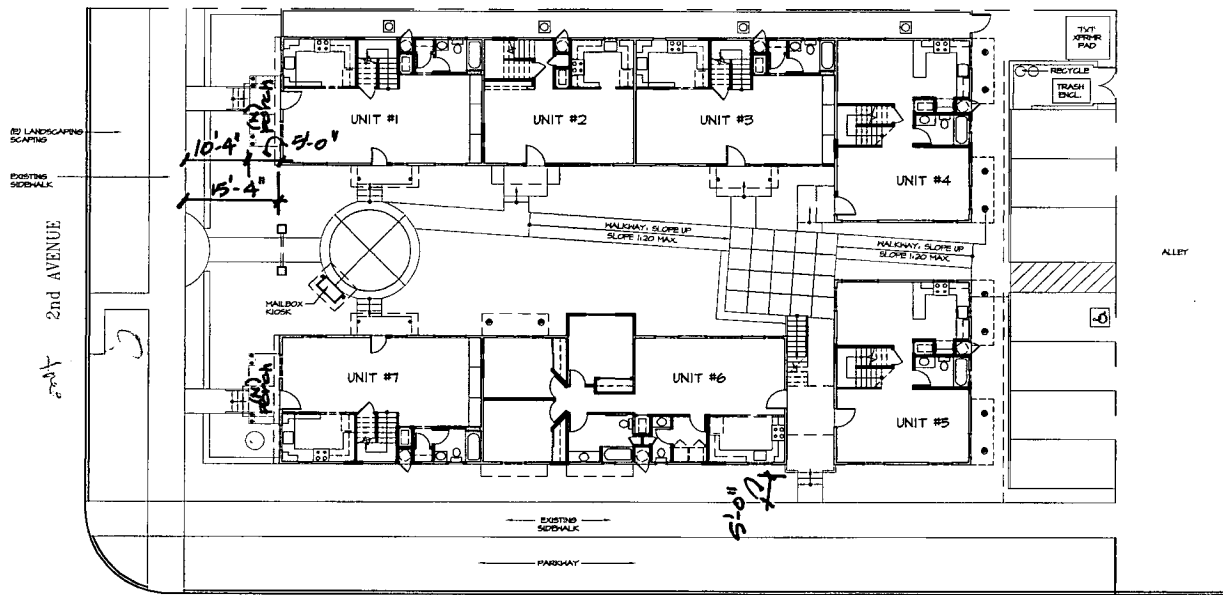 UNIT #1
UNIT #2
UNIT #3
TXT
XFRMR
PAD
RECYCLE
TRASH
ENCL.
(N) porch
(E) LANDSCAPING
SCAPING
10'-4"
5'-0"
EXISTING
SIDEWALK
15'-4"
UNIT #4
2nd AVENUE
WALKWAY: SLOPE UP
SLOPE 1:20 MAX.
WALKWAY: SLOPE UP
SLOPE 1:20 MAX.
ALLEY
MAILBOX
KIOSK
UNIT #7
UNIT #6
(N)
porch
UNIT #5
5'-0"
EXISTING
SIDEWALK
PARKWAY